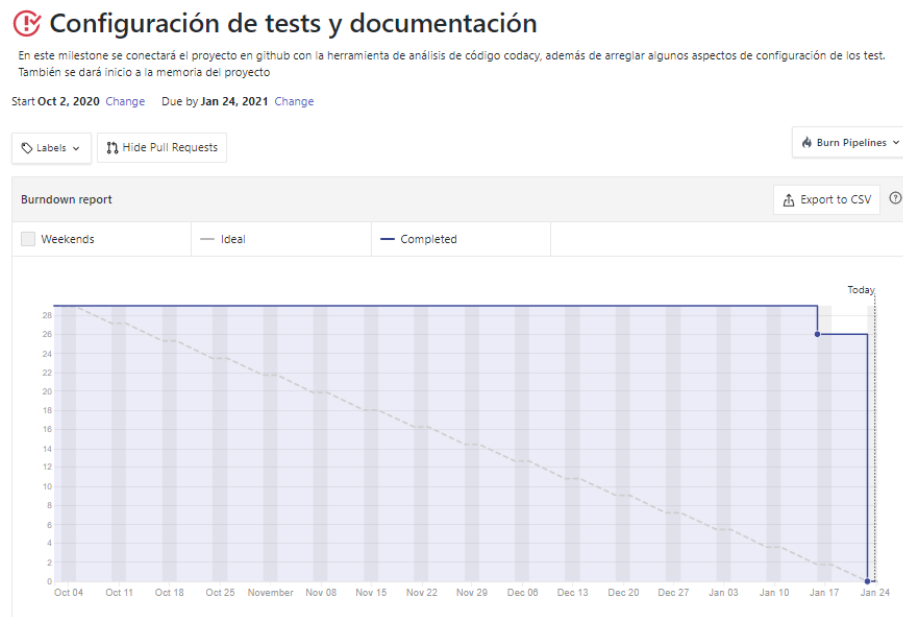 Configuración de tests y documentación
En este milestone se conectará el proyecto en github con la herramienta de análisis de código codacy, además de arreglar algunos aspectos de configuración de los test.
También se dará inicio a la memoria del proyecto
Start Oct 2, 2020 Change Due by Jan 24, 2021 Change
Labels Hide Pull Requests Burn Pipelines
Burndown report Export to CSV
Weekends Ideal Completed
Today
28
26
24
22
20
18
16
14
12
10
8
6
4
2
0
Oct 04 Oct 11 Oct 18 Oct 25 November Nov 08 Nov 15 Nov 22 Nov 29 Dec 06 Dec 13 Dec 20 Dec 27 Jan 03 Jan 10 Jan 17 Jan 24